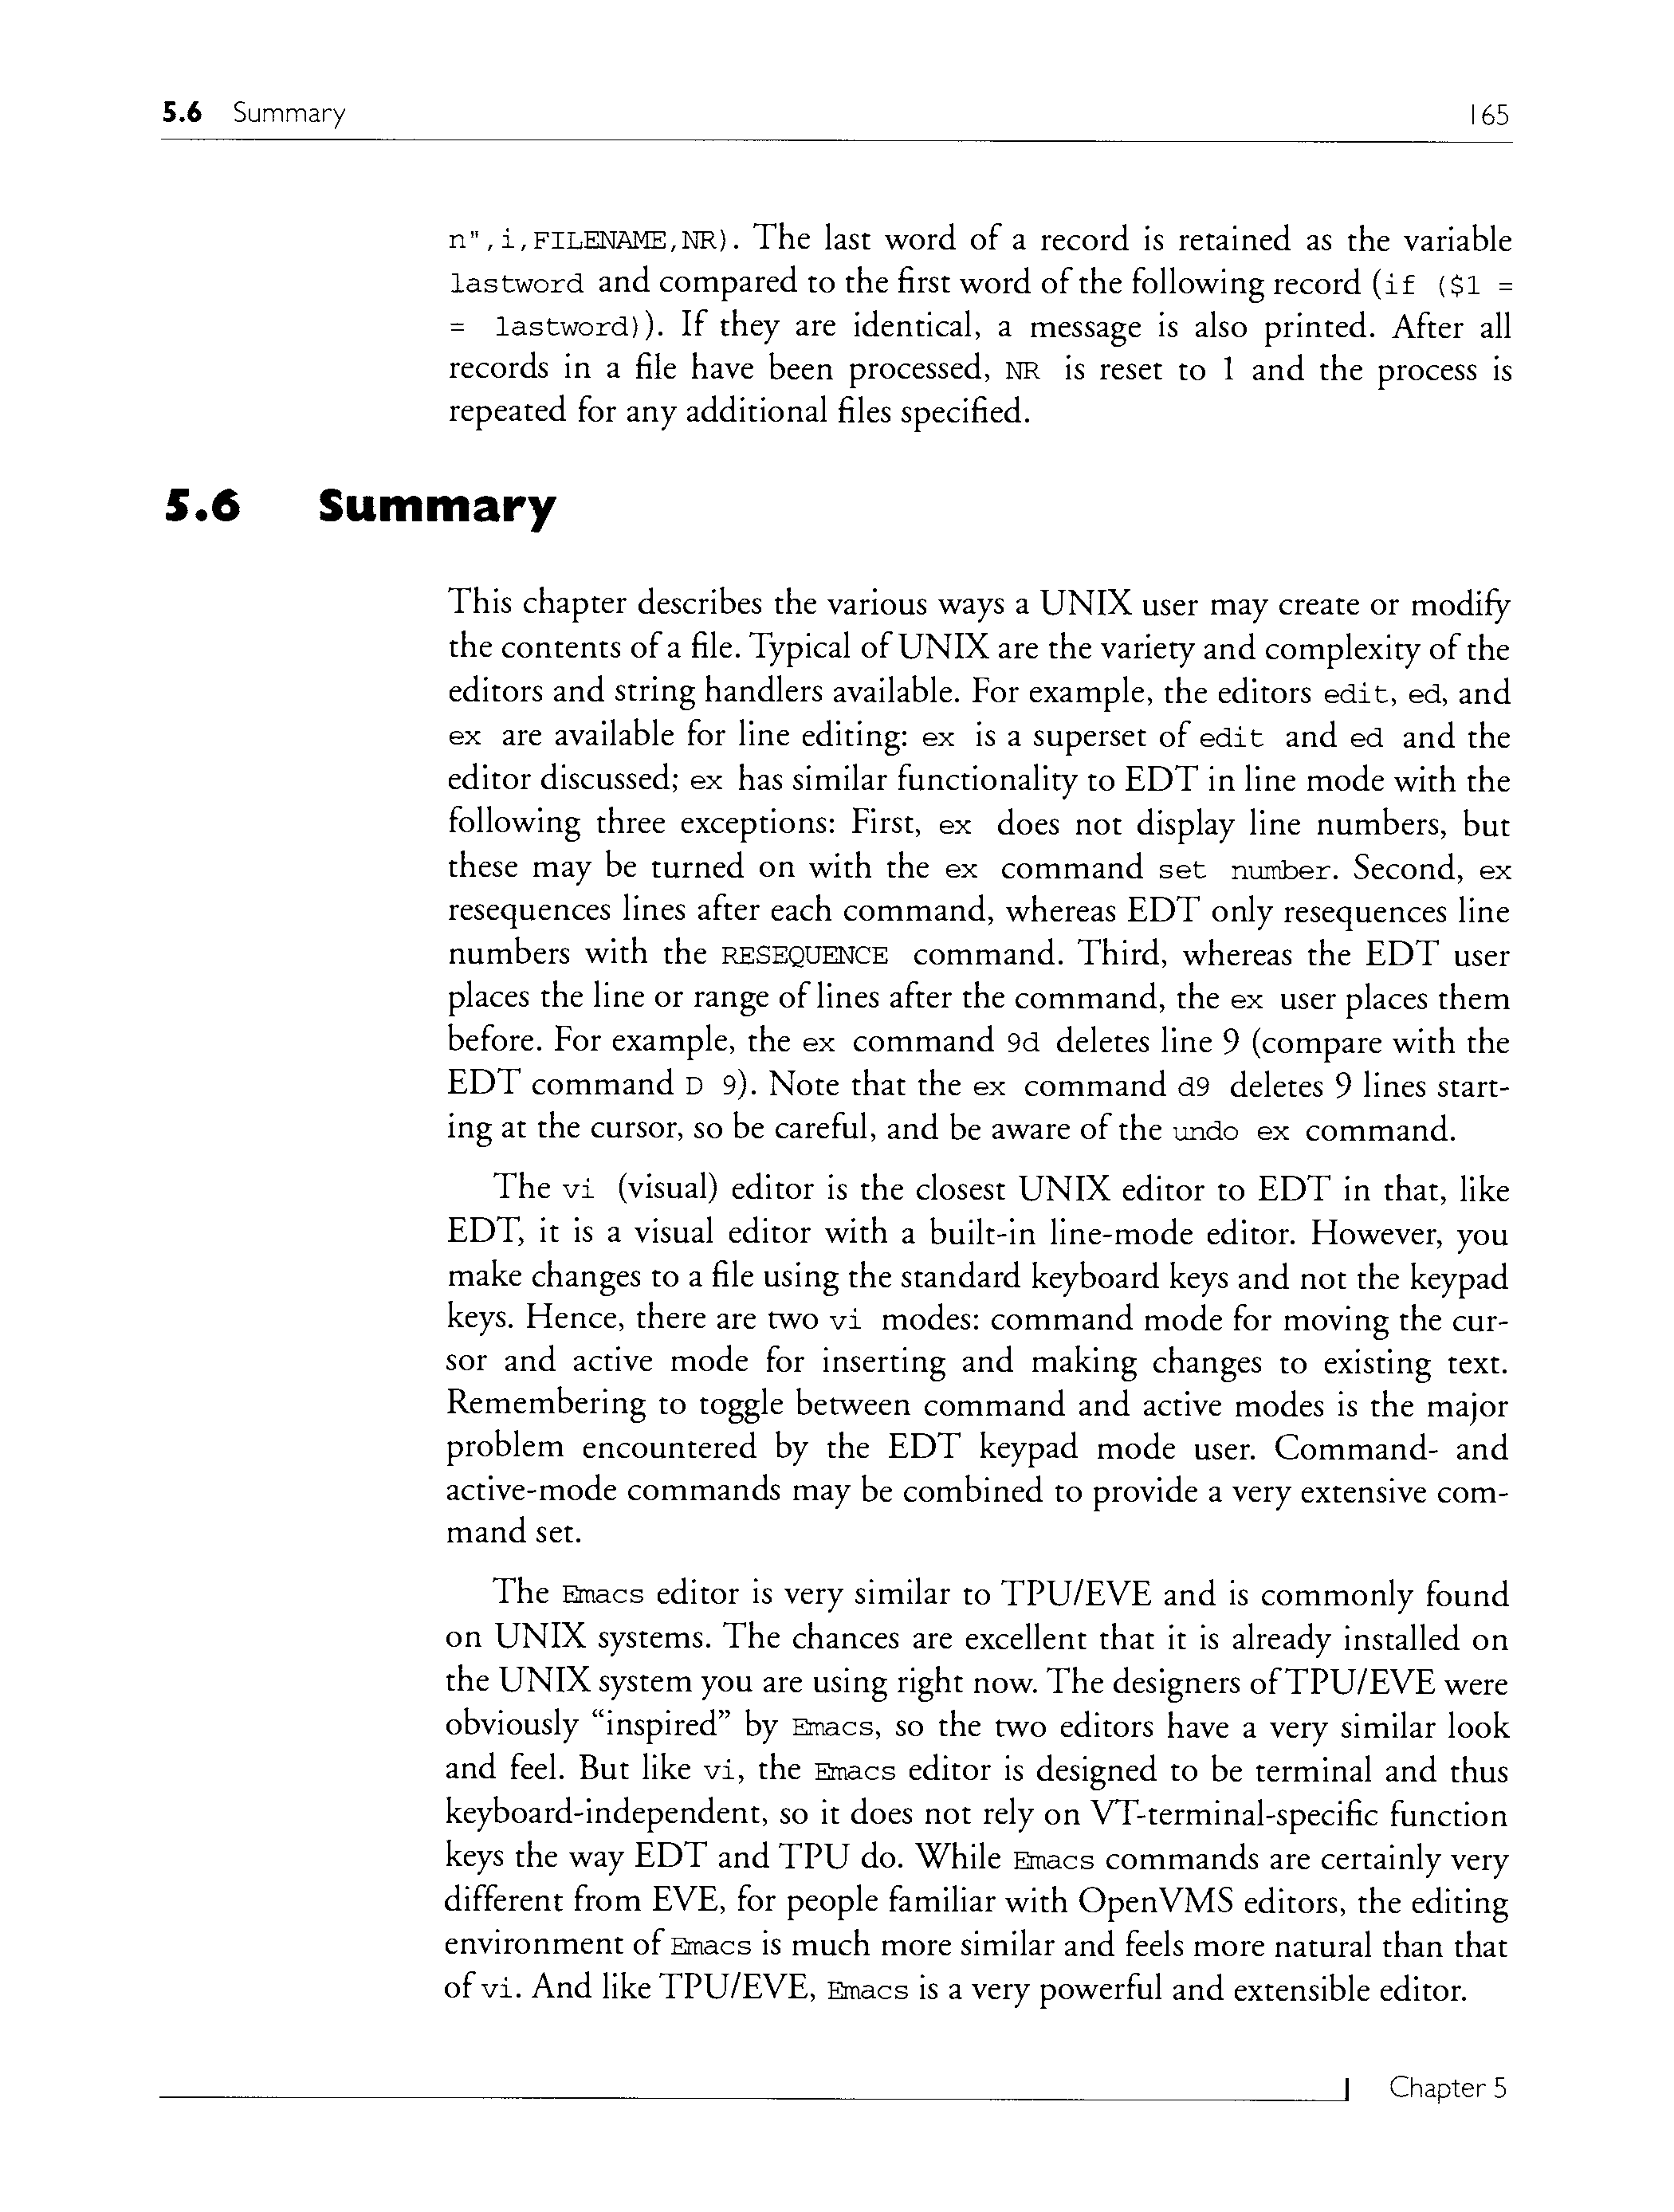 5.6 Summary 165
n",i,FILENAME,NR). The last word of a record is retained as the variable
lastword and compared to the first word of the following record (if ($1 =
= lastword)). If they are identical, a message is also printed. After all
records in a file have been processed, NR is reset to 1 and the process is
repeated for any additional files specified.
5.6 Summary
This chapter describes the various ways a UNIX user may create or modify
the contents of a file. Typical of UNIX are the variety and complexity of the
editors and string handlers available. For example, the editors edit, ed, and
ex are available for line editing: ex is a superset of edit and ed and the
editor discussed; ex has similar functionality to EDT in line mode with the
following three exceptions: First, ex does not display line numbers, but
these may be turned on with the ex command set number. Second, ex
resequences lines after each command, whereas EDT only resequences line
numbers with the RESEQUENCE command. Third, whereas the EDT user
places the line or range of lines after the command, the ex user places them
before. For example, the ex command 9d deletes line 9 (compare with the
EDT command D 9). Note that the ex command d9 deletes 9 lines start-
ing at the cursor, so be careful, and be aware of the undo ex command.
The vi (visual) editor is the closest UNIX editor to EDT in that, like
EDT, it is a visual editor with a built-in line-mode editor. However, you
make changes to a file using the standard keyboard keys and not the keypad
keys. Hence, there are two vi modes: command mode for moving the cur-
sor and active mode for inserting and making changes to existing text.
Remembering to toggle between command and active modes is the major
problem encountered by the EDT keypad mode user. Command- and
active-mode commands may be combined to provide a very extensive com-
mand set.
The Emacs editor is very similar to TPU/EVE and is commonly found
on UNIX systems. The chances are excellent that it is already installed on
the UNIX system you are using right now. The designers of TPU/EVE were
obviously “inspired” by Emacs, so the two editors have a very similar look
and feel. But like vi, the Emacs editor is designed to be terminal and thus
keyboard-independent, so it does not rely on VT-terminal-specific function
keys the way EDT and TPU do. While Emacs commands are certainly very
different from EVE, for people familiar with OpenVMS editors, the editing
environment of Emacs is much more similar and feels more natural than that
of vi. And like TPU/EVE, Emacs is a very powerful and extensible editor.
Chapter 5